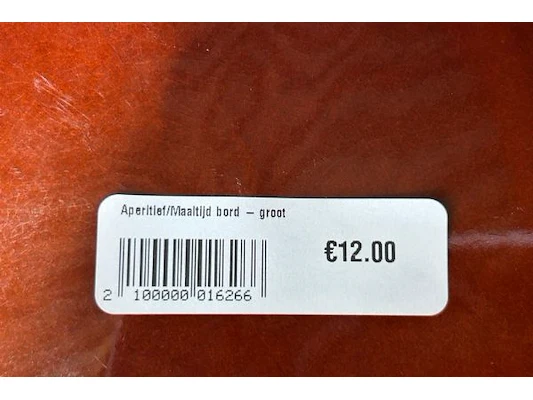 Aperitief/Maaltijd bord – groot
€12.00
2 100000 016266